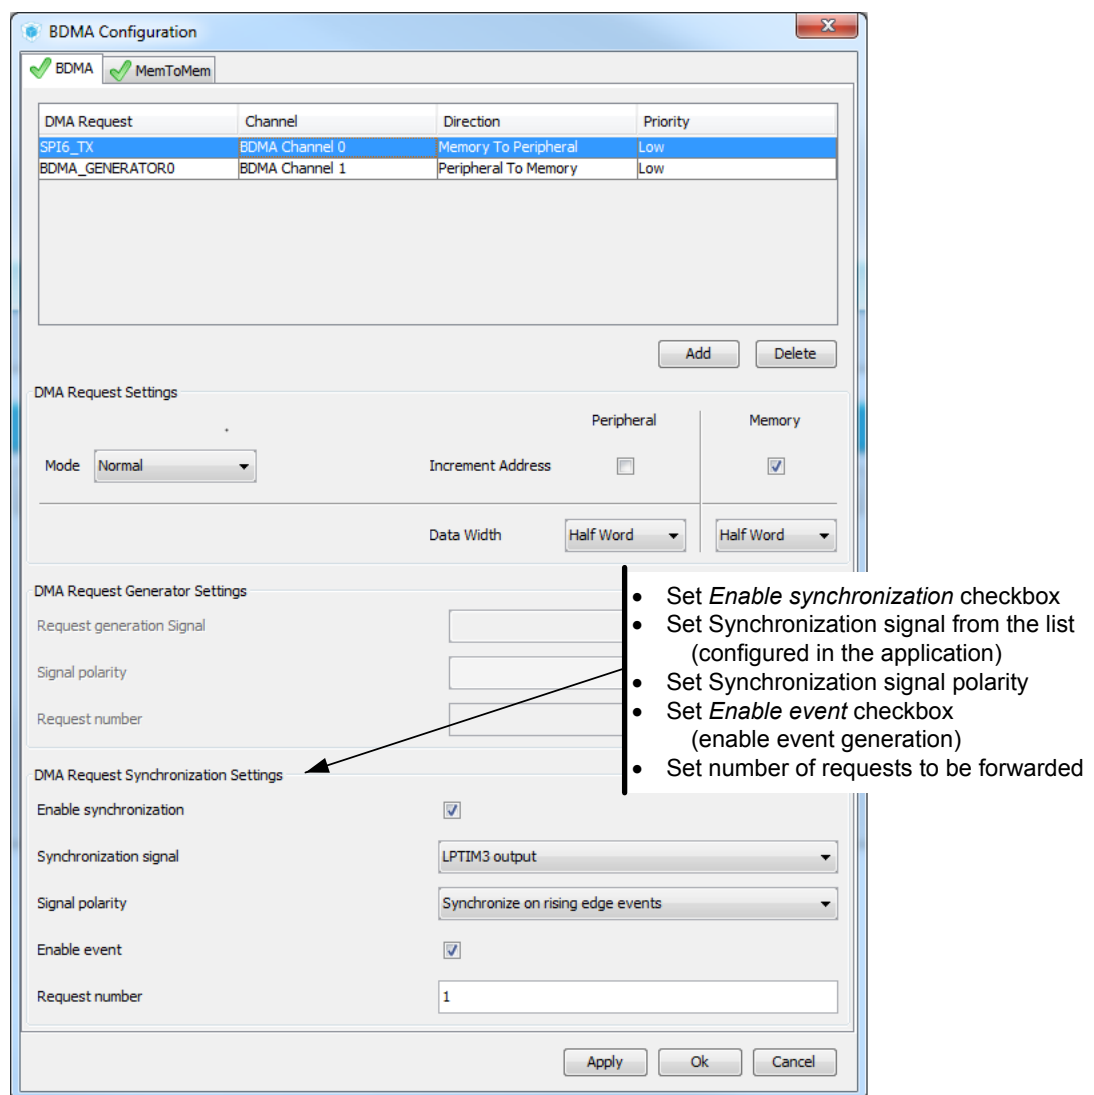 BDMA Configuration
BDMA
MemToMem
DMA Request Channel Direction Priority
SPI6_TX BDMA Channel 0 Memory To Peripheral Low
BDMA_GENERATOR0 BDMA Channel 1 Peripheral To Memory Low
Add Delete
DMA Request Settings
Peripheral Memory
Mode Normal Increment Address
Data Width Half Word Half Word
DMA Request Generator Settings
Request generation Signal
Signal polarity
Request number
• Set Enable synchronization checkbox
• Set Synchronization signal from the list
(configured in the application)
• Set Synchronization signal polarity
• Set Enable event checkbox
(enable event generation)
• Set number of requests to be forwarded
DMA Request Synchronization Settings
Enable synchronization
Synchronization signal LPTIM3 output
Signal polarity Synchronize on rising edge events
Enable event
Request number 1
Apply Ok Cancel